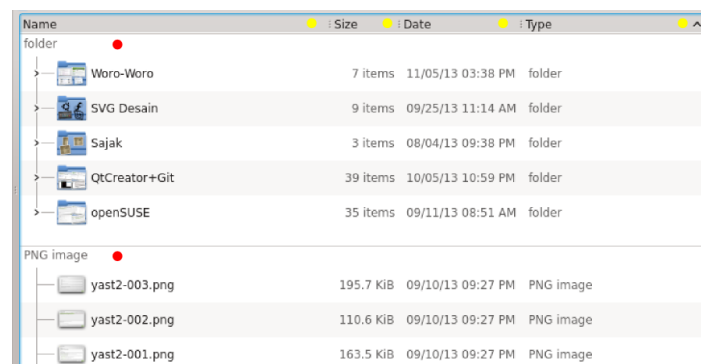 Name Size Date Type
folder
Woro-Woro 7 items 11/05/13 03:38 PM folder
SVG Desain 9 items 09/25/13 11:14 AM folder
Sajak 3 items 08/04/13 09:38 PM folder
QtCreator+Git 39 items 10/05/13 10:59 PM folder
openSUSE 35 items 09/11/13 08:51 AM folder
PNG image
yast2-003.png 195.7 KiB 09/10/13 09:27 PM PNG image
yast2-002.png 110.6 KiB 09/10/13 09:27 PM PNG image
yast2-001.png 163.5 KiB 09/10/13 09:27 PM PNG image